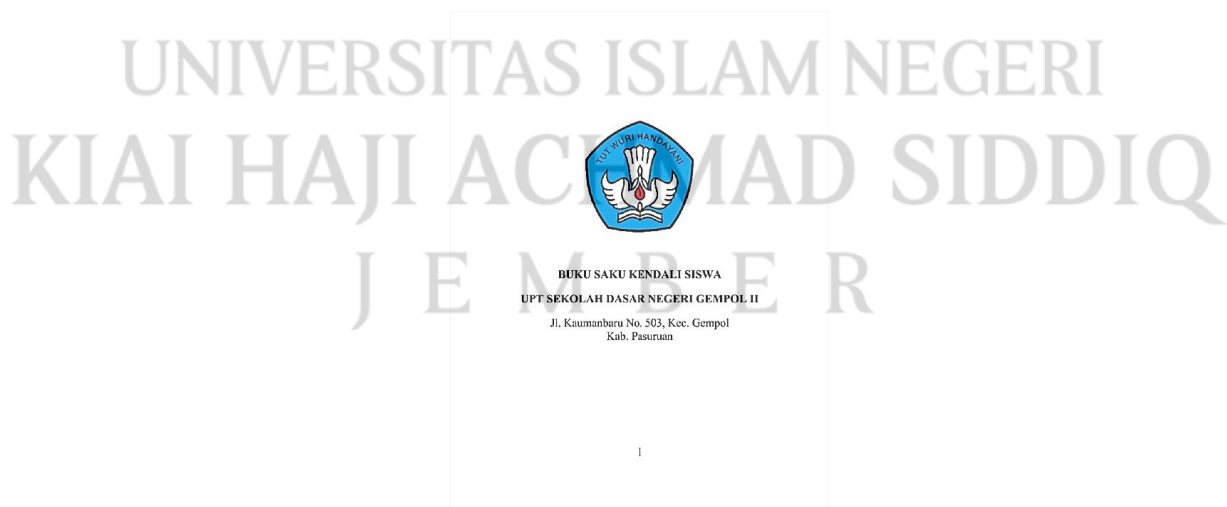 UNIVERSITAS ISLAM NEGERI
KIAI HAJI ACHMAD SIDDIQ
J E M B E R
TUT WURI HANDAYANI
BUKU SAKU KENDALI SISWA
UPT SEKOLAH DASAR NEGERI GEMPOL II
Jl. Kaumanbaru No. 503, Kec. Gempol
Kab. Pasuruan
1